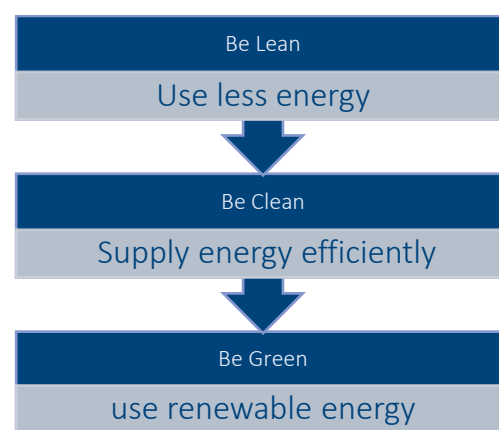 Be Lean
Use less energy
Be Clean
Supply energy efficiently
Be Green
use renewable energy